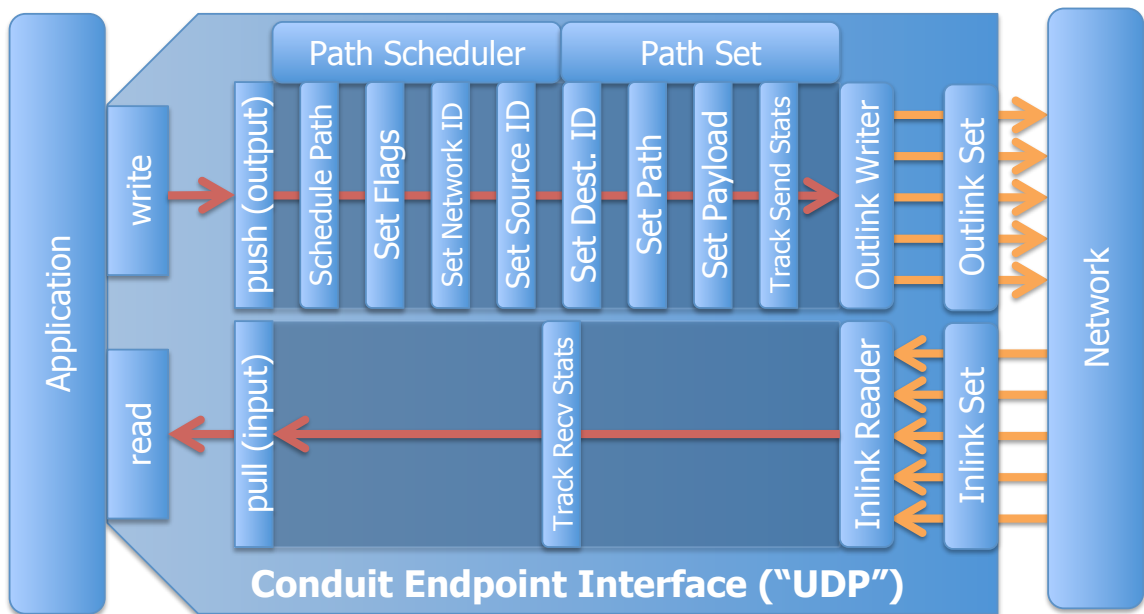 Application
Path Scheduler
Path Set
write
push (output)
Schedule Path
Set Flags
Set Network ID
Set Source ID
Set Dest. ID
Set Path
Set Payload
Track Send Stats
Outlink Writer
Outlink Set
Network
read
pull (input)
Track Recv Stats
Inlink Reader
Inlink Set
Conduit Endpoint Interface (“UDP”)